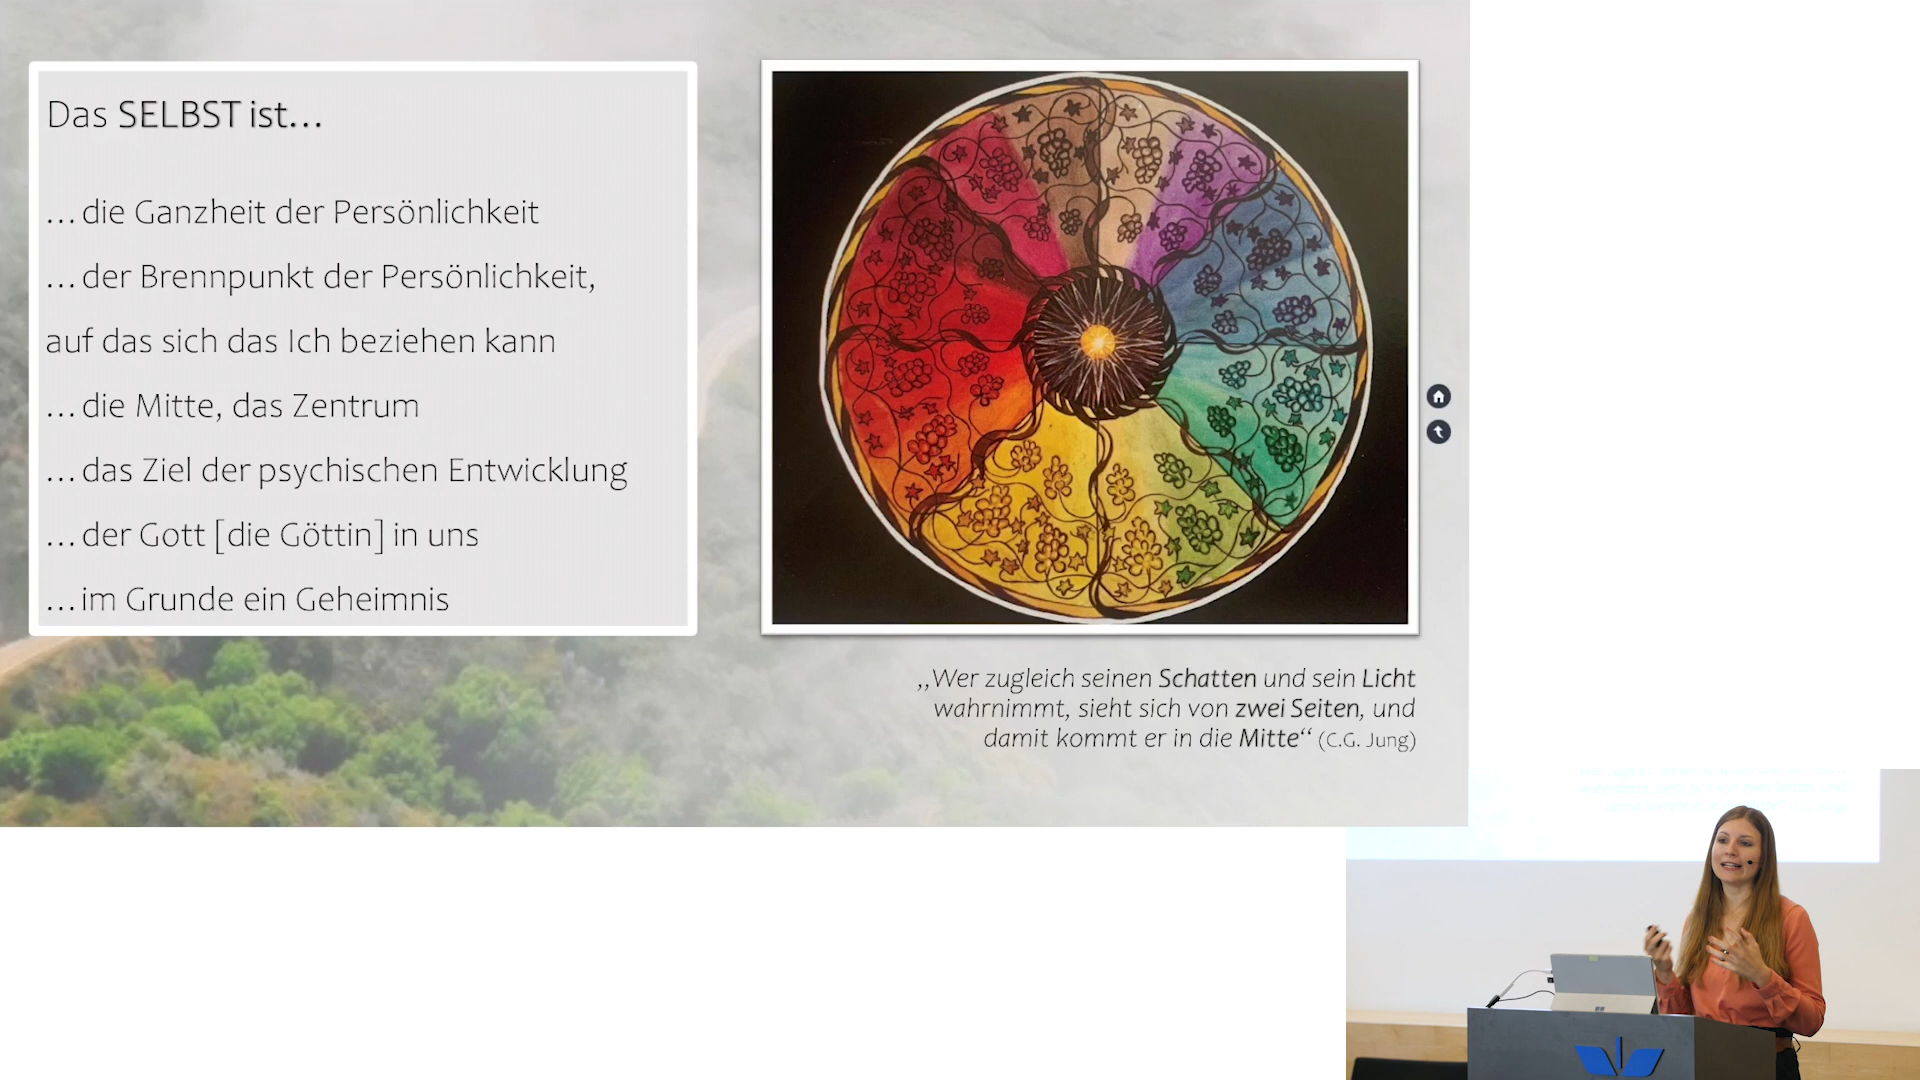 Das SELBST ist...
...die Ganzheit der Persönlichkeit
...der Brennpunkt der Persönlichkeit,
auf das sich das Ich beziehen kann
...die Mitte, das Zentrum
...das Ziel der psychischen Entwicklung
...der Gott [die Göttin] in uns
...im Grunde ein Geheimnis
„Wer zugleich seinen Schatten und sein Licht
wahrnimmt, sieht sich von zwei Seiten, und
damit kommt er in die Mitte“ (C.G. Jung)